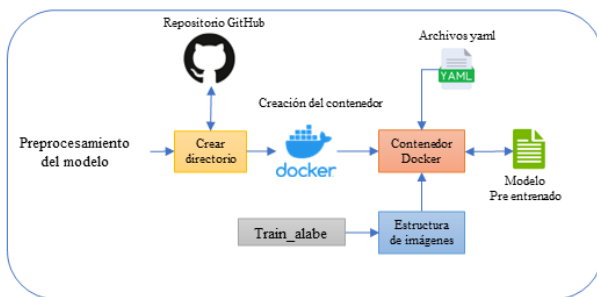 Repositorio GitHub
Archivos yaml
YAML
Creación del contenedor
Preprocesamiento
del modelo
Crear
directorio
docker
Contenedor
Docker
Modelo
Pre entrenado
Train_alabe
Estructura
de imágenes